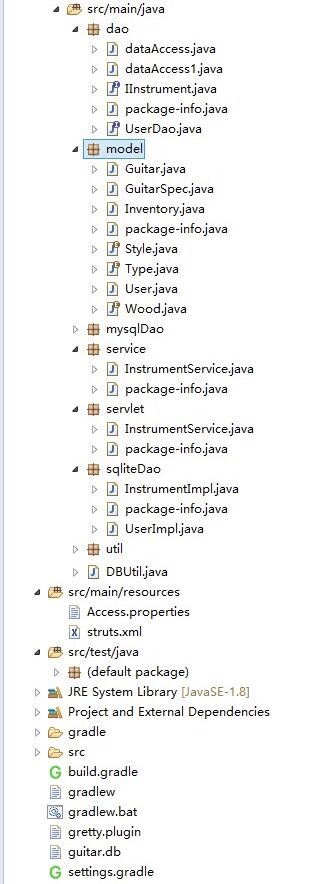 src/main/java
dao
dataAccess.java
dataAccess1.java
IInstrument.java
package-info.java
UserDao.java
model
Guitar.java
GuitarSpec.java
Inventory.java
package-info.java
Style.java
Type.java
User.java
Wood.java
mysqlDao
service
InstrumentService.java
package-info.java
servlet
InstrumentService.java
package-info.java
sqliteDao
InstrumentImpl.java
package-info.java
UserImpl.java
util
DBUtil.java
src/main/resources
Access.properties
struts.xml
src/test/java
(default package)
JRE System Library [JavaSE-1.8]
Project and External Dependencies
gradle
src
build.gradle
gradlew
gradlew.bat
gretty.plugin
guitar.db
settings.gradle